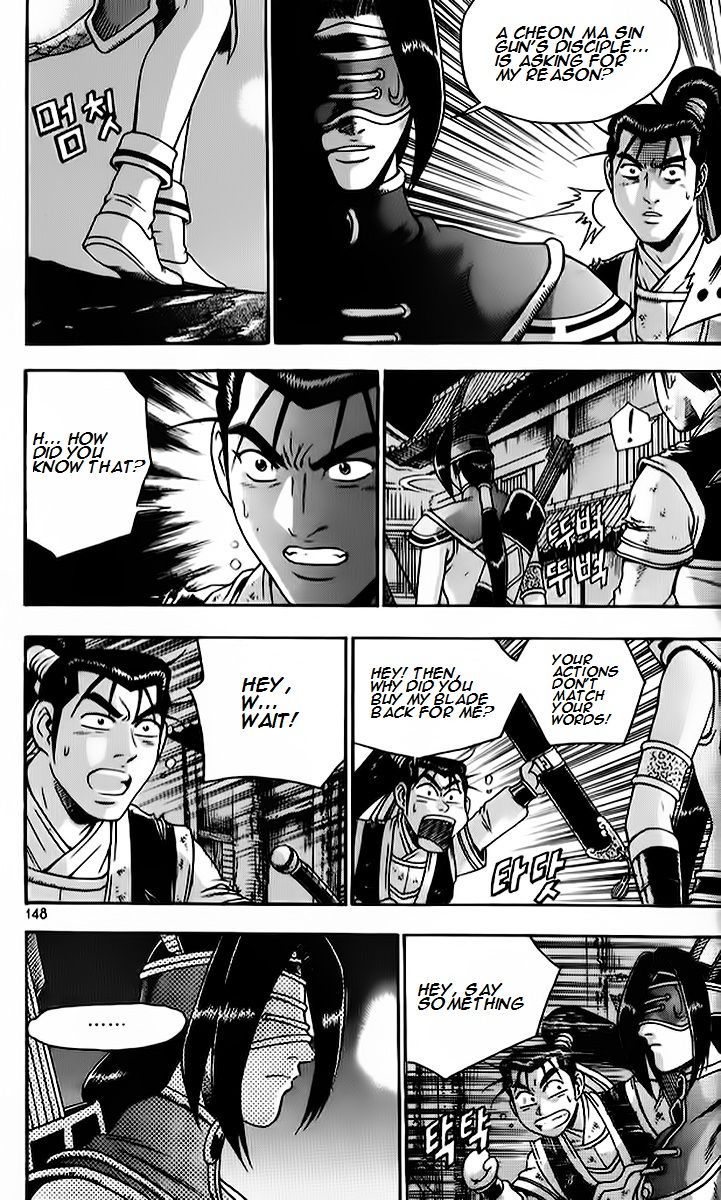 멈칫
A CHEON MA SIN
GUN'S DISCIPLE...
IS ASKING FOR
MY REASON?
H... HOW
DID YOU
KNOW THAT?
!
뚜벅
뚜벅
HEY,
W...
WAIT!
HEY! THEN,
WHY DID YOU
BUY MY BLADE
BACK FOR ME?
YOUR
ACTIONS
DON'T
MATCH
YOUR
WORDS!
타닷
148
......
HEY, SAY
SOMETHING
탁탁